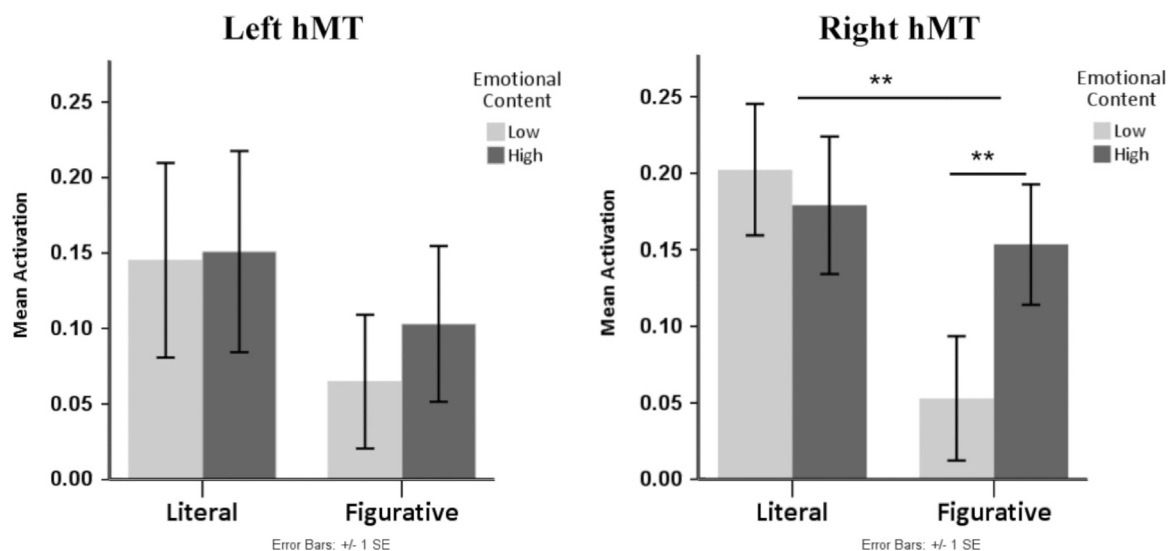 Left hMT
Emotional
Content
Low
High
0.25
0.20
0.15
0.10
0.05
0.00
Mean Activation
Literal
Figurative
Error Bars: +/- 1 SE
Right hMT
Emotional
Content
Low
High
**
**
0.25
0.20
0.15
0.10
0.05
0.00
Mean Activation
Literal
Figurative
Error Bars: +/- 1 SE